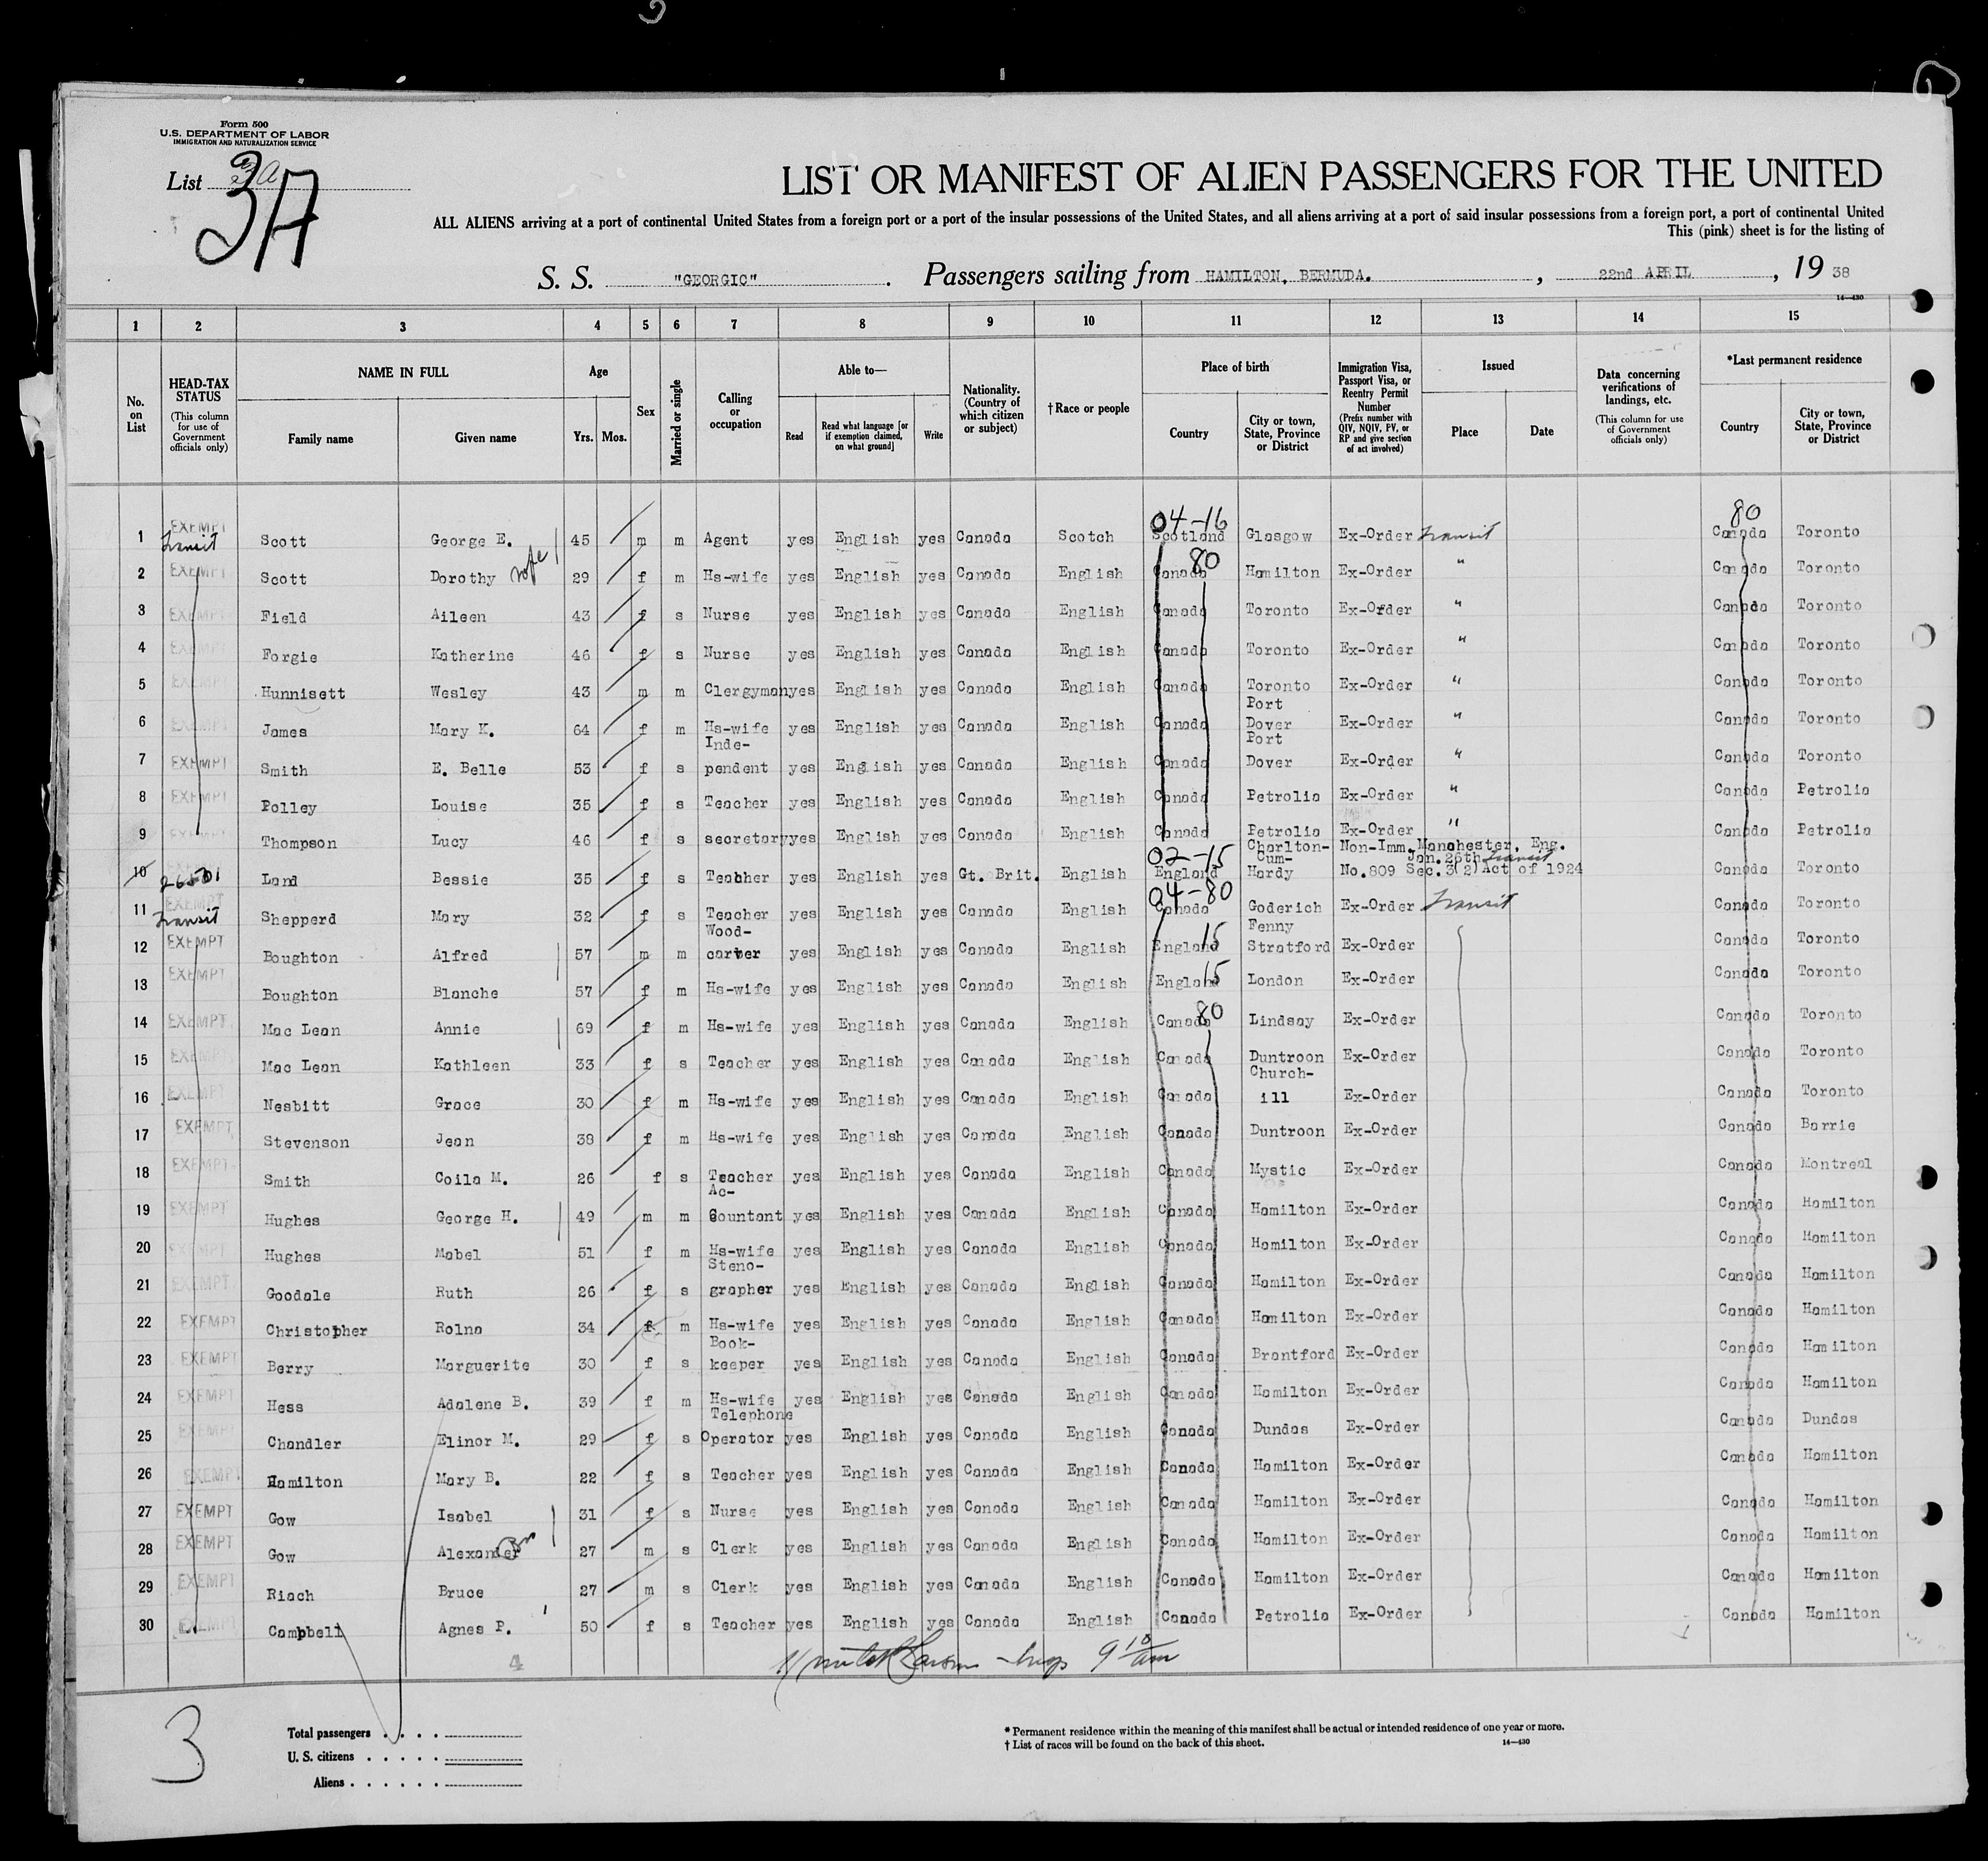 Form 500
U.S. DEPARTMENT OF LABOR
IMMIGRATION AND NATURALIZATION SERVICE
List 3a
3A
LIST OR MANIFEST OF ALIEN PASSENGERS FOR THE UNITED
ALL ALIENS arriving at a port of continental United States from a foreign port or a port of the insular possessions of the United States, and all aliens arriving at a port of said insular possessions from a foreign port, a port of continental United
This (pink) sheet is for the listing of
S. S. "GEORGIC". Passengers sailing from HAMILTON, BERMUDA. , 22nd APRIL , 19 38
14—430
1 2 3 4 5 6 7 8 9 10 11 12 13 14 15
No. on List
HEAD-TAX STATUS (This column for use of Government officials only)
NAME IN FULL
Family name Given name
Age
Yrs. Mos.
Sex
Married or single
Calling or occupation
Able to—
Read Read what language [or if exemption claimed, on what ground] Write
Nationality. (Country of which citizen or subject)
†Race or people
Place of birth
Country City or town, State, Province or District
Immigration Visa, Passport Visa, or Reentry Permit Number (Prefix number with QIV, NQIV, PV, or RP and give section of act involved)
Issued
Place Date
Data concerning verifications of landings, etc. (This column for use of Government officials only)
*Last permanent residence
Country City or town, State, Province or District
04-16 80
1 EXEMPT Transit Scott George E. 45 m m Agent yes English yes Canada Scotch Scotland Glasgow Ex-Order Transit Canada Toronto
80
2 EXEMPT Scott Dorothy wife 29 f m Hs-wife yes English yes Canada English Canada Hamilton Ex-Order " Canada Toronto
3 EXEMPT Field Aileen 43 f s Nurse yes English yes Canada English Canada Toronto Ex-Order " Canada Toronto
4 EXEMPT Forgie Katherine 46 f s Nurse yes English yes Canada English Canada Toronto Ex-Order " Canada Toronto
5 EXEMPT Hunnisett Wesley 43 m m Clergyman yes English yes Canada English Canada Toronto Ex-Order " Canada Toronto
6 EXEMPT James Mary K. 64 f m Hs-wife yes English yes Canada English Canada Port Dover Ex-Order " Canada Toronto
7 EXEMPT Smith E. Belle 53 f s Inde-pendent yes English yes Canada English Canada Port Dover Ex-Order " Canada Toronto
8 EXEMPT Polley Louise 35 f s Teacher yes English yes Canada English Canada Petrolia Ex-Order " Canada Petrolia
9 EXEMPT Thompson Lucy 46 f s secretory yes English yes Canada English Canada Petrolia Ex-Order " Canada Petrolia
02-15
10 EXEMPT Lord Bessie 35 f s Teacher yes English yes Gt. Brit. English England Chorlton-Cum-Hardy Non-Imm. No.809 Manchester, Eng. Jan. 26th Transit Sec.3(2)Act of 1924 Canada Toronto
04-80
11 EXEMPT Transit Shepperd Mary 32 f s Teacher yes English yes Canada English Canada Goderich Ex-Order Transit Canada Toronto
12 EXEMPT Boughton Alfred 57 m m Wood-carver yes English yes Canada English England 15 Fenny Stratford Ex-Order Canada Toronto
13 EXEMPT Boughton Blanche 57 f m Hs-wife yes English yes Canada English England 15 London Ex-Order Canada Toronto
14 EXEMPT Mac Lean Annie 69 f m Hs-wife yes English yes Canada English Canada 80 Lindsay Ex-Order Canada Toronto
15 EXEMPT Mac Lean Kathleen 33 f s Teacher yes English yes Canada English Canada Duntroon Ex-Order Canada Toronto
16 EXEMPT Nesbitt Grace 30 f m Hs-wife yes English yes Canada English Canada Church-ill Ex-Order Canada Toronto
17 EXEMPT Stevenson Jean 38 f m Hs-wife yes English yes Canada English Canada Duntroon Ex-Order Canada Barrie
18 EXEMPT Smith Coila M. 26 f s Teacher yes English yes Canada English Canada Mystic Ex-Order Canada Montreal
19 EXEMPT Hughes George H. 49 m m Ac-countant yes English yes Canada English Canada Hamilton Ex-Order Canada Hamilton
20 EXEMPT Hughes Mabel 51 f m Hs-wife yes English yes Canada English Canada Hamilton Ex-Order Canada Hamilton
21 EXEMPT Goodale Ruth 26 f s Steno-grapher yes English yes Canada English Canada Hamilton Ex-Order Canada Hamilton
22 EXEMPT Christopher Rolna 34 f m Hs-wife yes English yes Canada English Canada Hamilton Ex-Order Canada Hamilton
23 EXEMPT Berry Marguerite 30 f s Book-keeper yes English yes Canada English Canada Brantford Ex-Order Canada Hamilton
24 EXEMPT Hess Adalene B. 39 f m Hs-wife yes English yes Canada English Canada Hamilton Ex-Order Canada Hamilton
25 EXEMPT Chandler Elinor M. 29 f s Telephone Operator yes English yes Canada English Canada Dundas Ex-Order Canada Dundas
26 EXEMPT Hamilton Mary B. 22 f s Teacher yes English yes Canada English Canada Hamilton Ex-Order Canada Hamilton
27 EXEMPT Gow Isabel 31 f s Nurse yes English yes Canada English Canada Hamilton Ex-Order Canada Hamilton
28 EXEMPT Gow Alexander 27 m s Clerk yes English yes Canada English Canada Hamilton Ex-Order Canada Hamilton
29 EXEMPT Riach Bruce 27 m s Clerk yes English yes Canada English Canada Hamilton Ex-Order Canada Hamilton
30 EXEMPT Campbell Agnes P. 50 f s Teacher yes English yes Canada English Canada Petrolia Ex-Order Canada Hamilton
4
9 10 am
3
Total passengers . . . .
U. S. citizens . . . . .
Aliens . . . . . .
* Permanent residence within the meaning of this manifest shall be actual or intended residence of one year or more.
† List of races will be found on the back of this sheet.
14—430